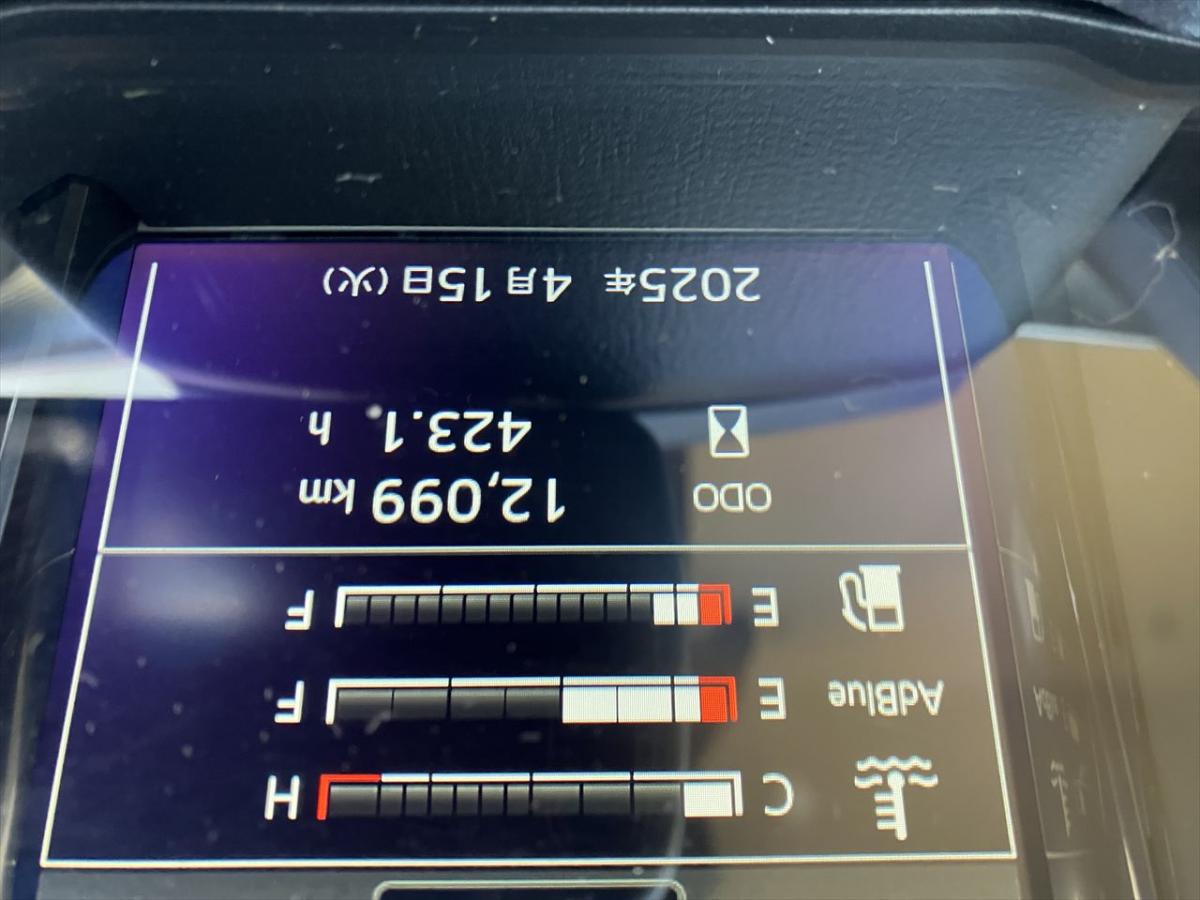 C H
AdBlue E F
E F
ODO 12,099 km
423.1 h
2025年 4月15日(火)